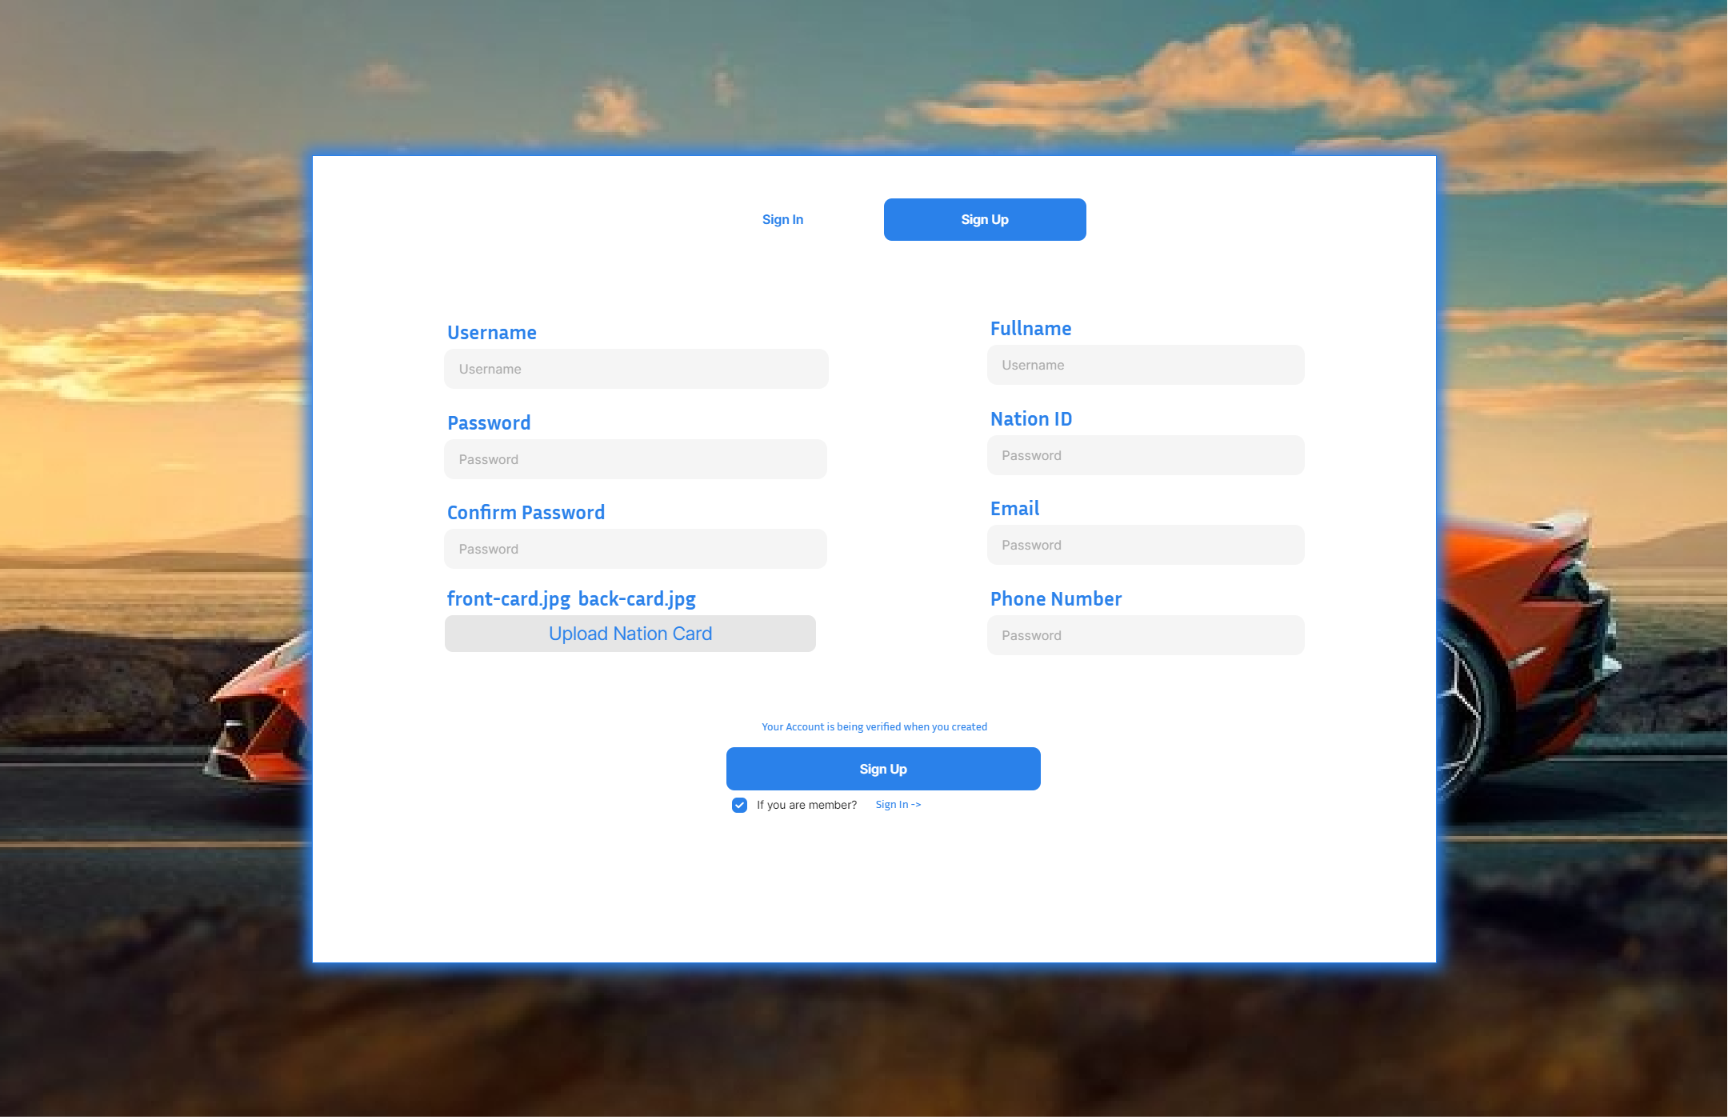 Sign In
Sign Up
Username
Username
Password
Password
Confirm Password
Password
front-card.jpg back-card.jpg
Upload Nation Card
Fullname
Username
Nation ID
Password
Email
Password
Phone Number
Password
Your Account is being verified when you created
Sign Up
If you are member? Sign In ->